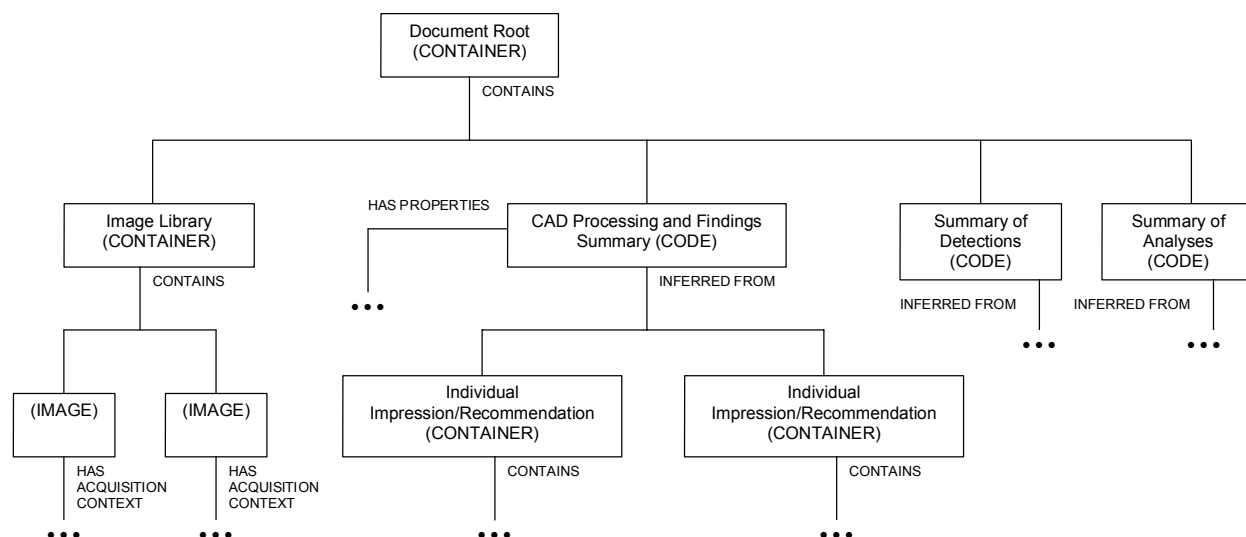 Document Root
(CONTAINER)
CONTAINS
Image Library
(CONTAINER)
CONTAINS
HAS PROPERTIES
CAD Processing and Findings
Summary (CODE)
INFERRED FROM
Summary of
Detections
(CODE)
INFERRED FROM
Summary of
Analyses
(CODE)
INFERRED FROM
•••
•••
•••
(IMAGE)
HAS
ACQUISITION
CONTEXT
•••
(IMAGE)
HAS
ACQUISITION
CONTEXT
•••
Individual
Impression/Recommendation
(CONTAINER)
CONTAINS
•••
Individual
Impression/Recommendation
(CONTAINER)
CONTAINS
•••